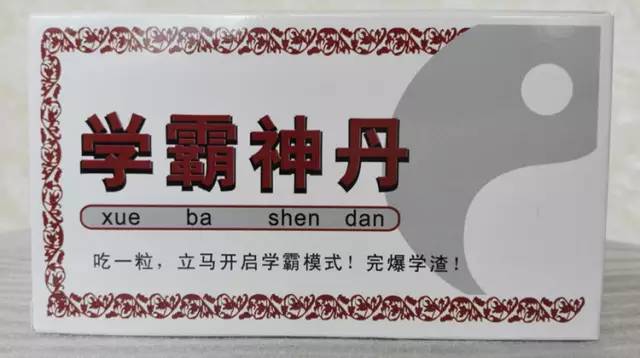 学霸神丹
xue ba shen dan
吃一粒，立马开启学霸模式！完爆学渣！